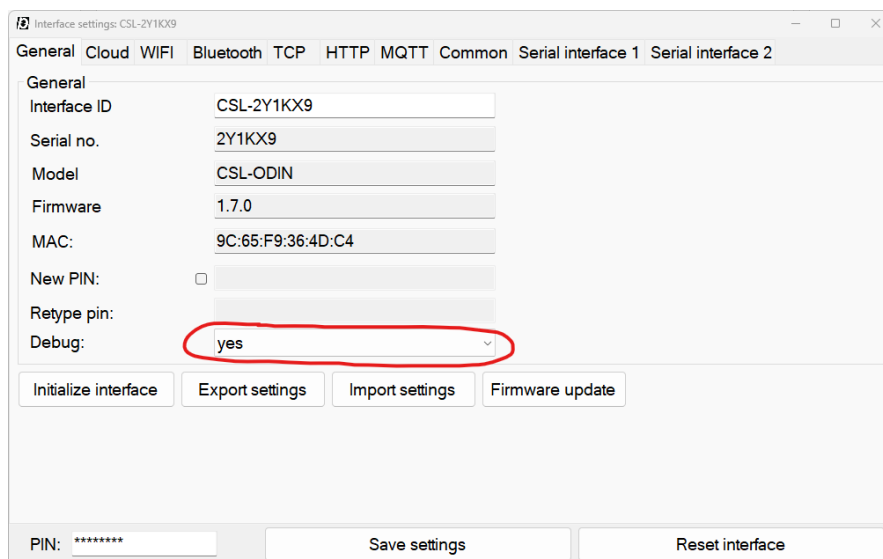 Interface settings: CSL-2Y1KX9
General Cloud WIFI Bluetooth TCP HTTP MQTT Common Serial interface 1 Serial interface 2
General
Interface ID CSL-2Y1KX9
Serial no. 2Y1KX9
Model CSL-ODIN
Firmware 1.7.0
MAC: 9C:65:F9:36:4D:C4
New PIN:
Retype pin:
Debug: yes
Initialize interface Export settings Import settings Firmware update
PIN: ******** Save settings Reset interface